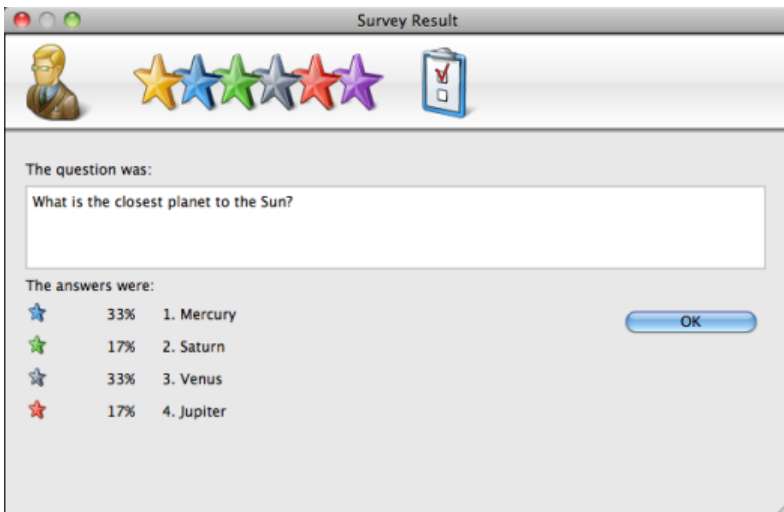 Survey Result
The question was:
What is the closest planet to the Sun?
The answers were:
33% 1. Mercury
OK
17% 2. Saturn
33% 3. Venus
17% 4. Jupiter